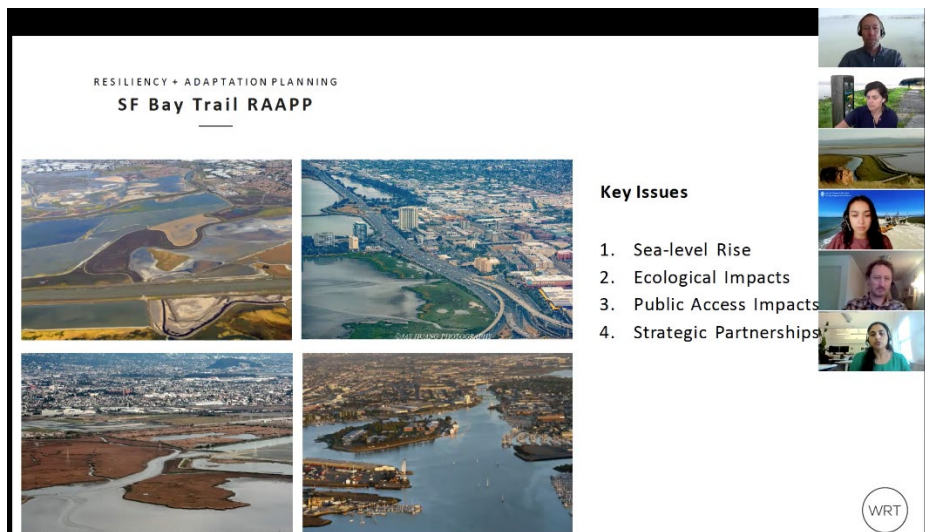 RESILIENCY + ADAPTATION PLANNING
SF Bay Trail RAAPP
Key Issues
1. Sea-level Rise
2. Ecological Impacts
3. Public Access Impacts
4. Strategic Partnerships
WRT